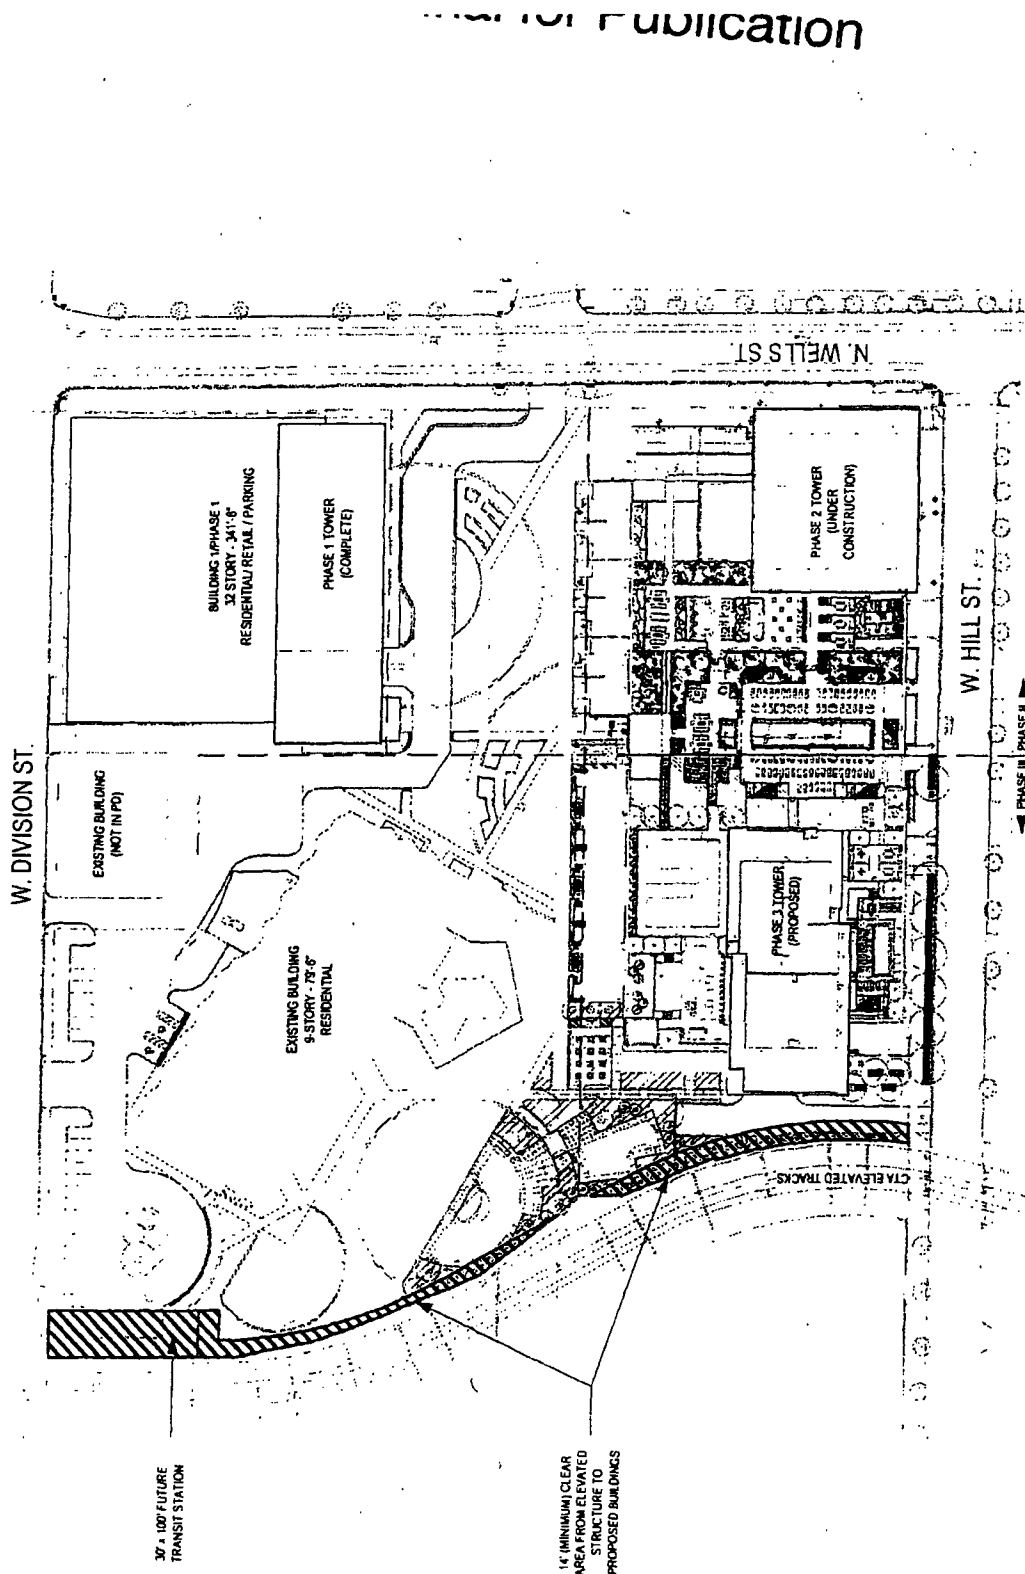 for Publication
N. WELLS ST.
W. DIVISION ST.
BUILDING 1/PHASE 1
32 STORY - 341'-6"
RESIDENTIAL/ RETAIL / PARKING
PHASE 1 TOWER
(COMPLETE)
PHASE 2 TOWER
(UNDER
CONSTRUCTION)
W. HILL ST.
EXISTING BUILDING
(NOT IN PD)
PHASE III PHASE II
EXISTING BUILDING
9-STORY - 79'-6"
RESIDENTIAL
PHASE 3 TOWER
(PROPOSED)
CTA ELEVATED TRACKS
30' x 100' FUTURE
TRANSIT STATION
14' (MINIMUM) CLEAR
AREA FROM ELEVATED
STRUCTURE TO
PROPOSED BUILDINGS